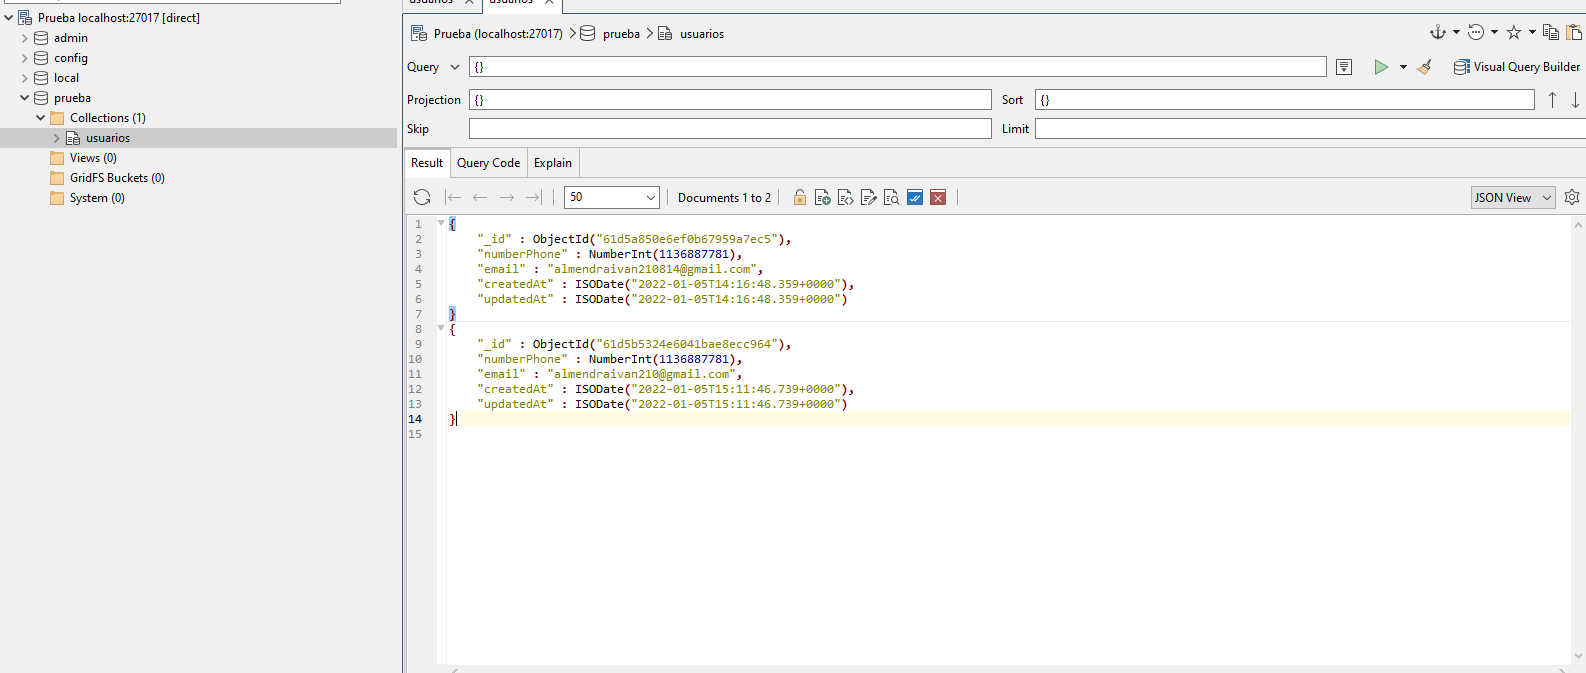 usuarios usuarios
Prueba localhost:27017 [direct]
admin
config
local
prueba
Collections (1)
usuarios
Views (0)
GridFS Buckets (0)
System (0)
Prueba (localhost:27017) prueba usuarios
Query {} Visual Query Builder
Projection {} Sort {}
Skip Limit
Result Query Code Explain
50 Documents 1 to 2 JSON View
1 {
2 "_id" : ObjectId("61d5a850e6ef0b67959a7ec5"),
3 "numberPhone" : NumberInt(1136887781),
4 "email" : "almendraivan210814@gmail.com",
5 "createdAt" : ISODate("2022-01-05T14:16:48.359+0000"),
6 "updatedAt" : ISODate("2022-01-05T14:16:48.359+0000")
7 }
8 {
9 "_id" : ObjectId("61d5b5324e6041bae8ecc964"),
10 "numberPhone" : NumberInt(1136887781),
11 "email" : "almendraivan210@gmail.com",
12 "createdAt" : ISODate("2022-01-05T15:11:46.739+0000"),
13 "updatedAt" : ISODate("2022-01-05T15:11:46.739+0000")
14 }
15